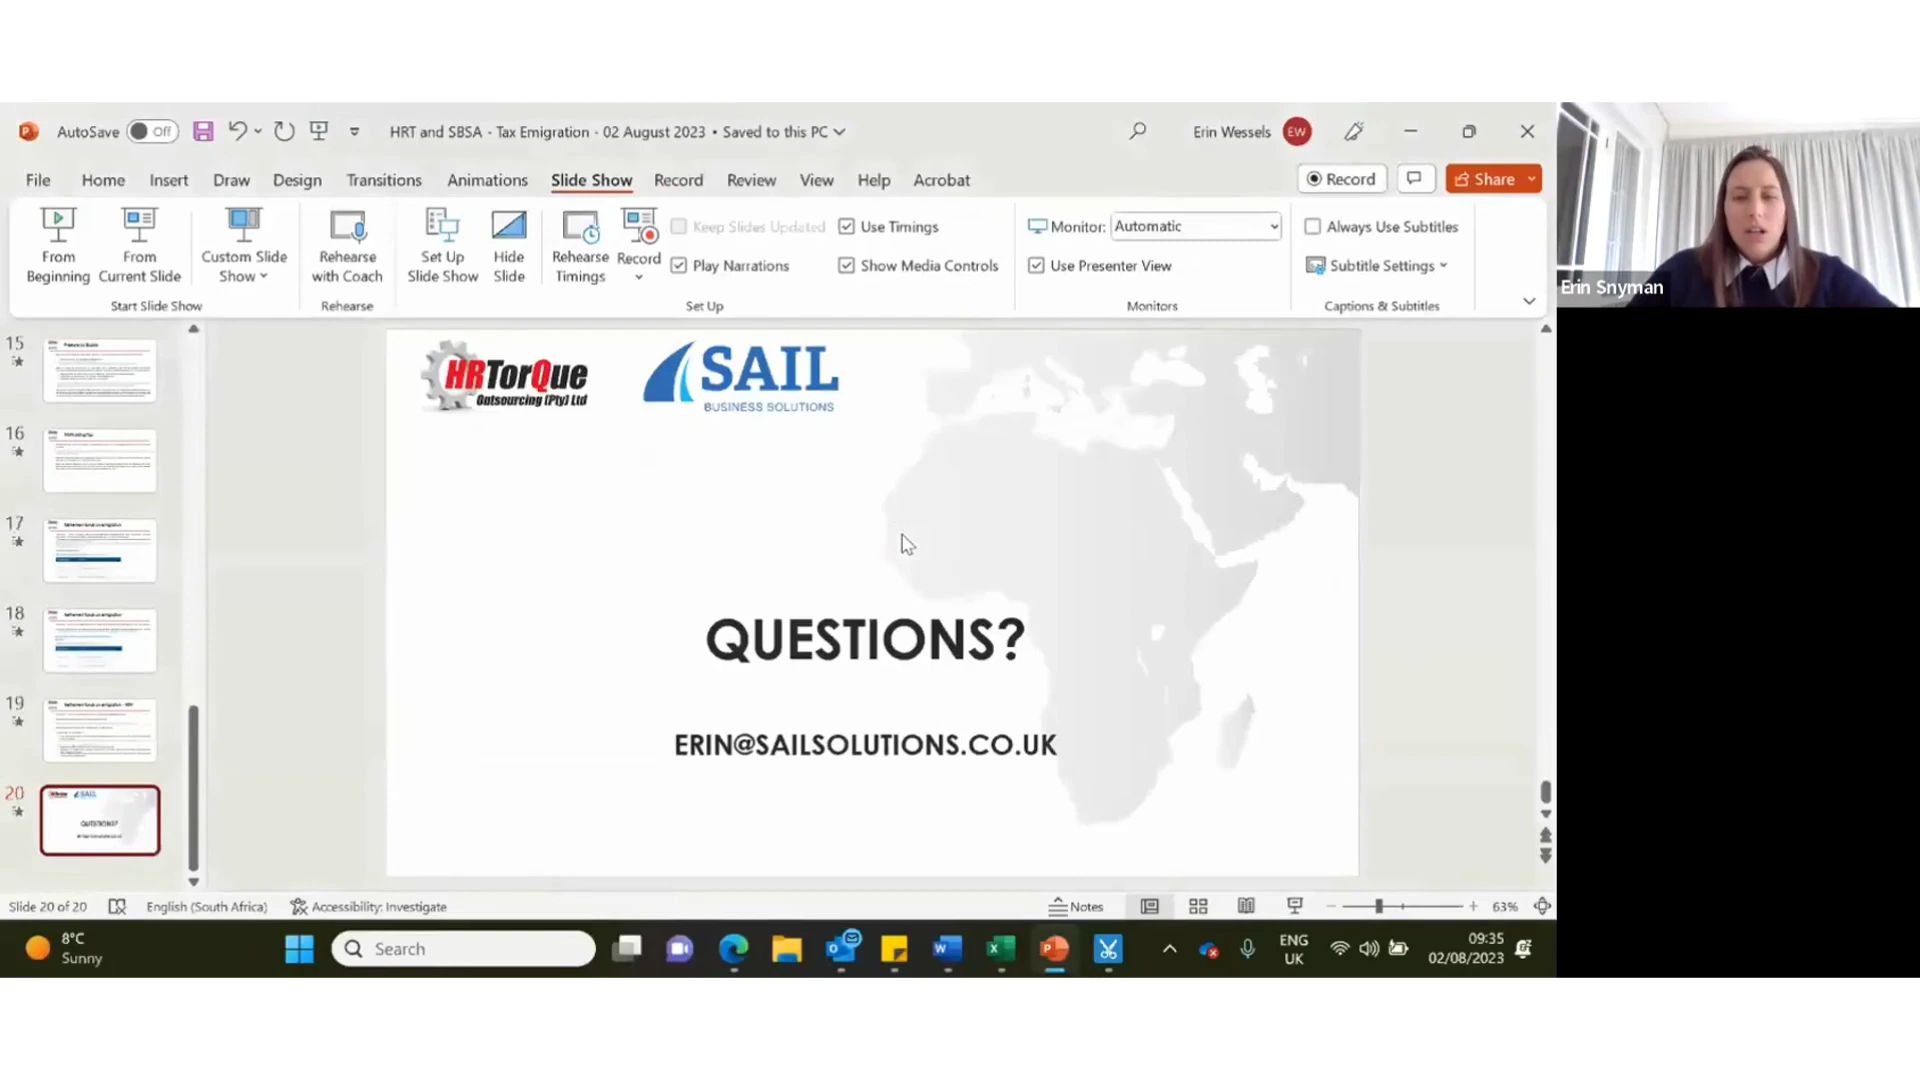 AutoSave Off HRT and SBSA - Tax Emigration - 02 August 2023 • Saved to this PC Erin Wessels EW
File Home Insert Draw Design Transitions Animations Slide Show Record Review View Help Acrobat Record Share
From Beginning
From Current Slide
Custom Slide Show
Start Slide Show
Rehearse with Coach
Rehearse
Set Up Slide Show
Hide Slide
Rehearse Timings
Record
Keep Slides Updated
Use Timings
Play Narrations
Show Media Controls
Set Up
Monitor: Automatic
Use Presenter View
Monitors
Always Use Subtitles
Subtitle Settings
Captions & Subtitles
Erin Snyman
15
16
17
18
19
20
HRTorQue
Outsourcing (Pty) Ltd
SAIL
BUSINESS SOLUTIONS
QUESTIONS?
ERIN@SAILSOLUTIONS.CO.UK
Slide 20 of 20 English (South Africa) Accessibility: Investigate Notes 63%
8°C
Sunny
Search
ENG
UK
09:35
02/08/2023